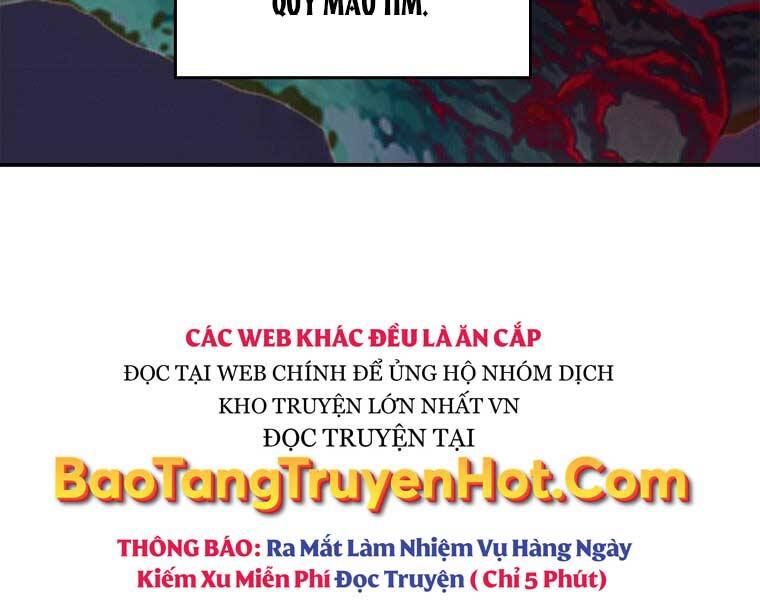 QUỶ MÀU TÍM.
CÁC WEB KHÁC ĐỀU LÀ ĂN CẮP
ĐỌC TẠI WEB CHÍNH ĐỂ ỦNG HỘ NHÓM DỊCH
KHO TRUYỆN LỚN NHẤT VN
ĐỌC TRUYỆN TẠI
BaoTangTruyenHot.Com
THÔNG BÁO: Ra Mắt Làm Nhiệm Vụ Hàng Ngày
Kiếm Xu Miễn Phí Đọc Truyện ( Chỉ 5 Phút)